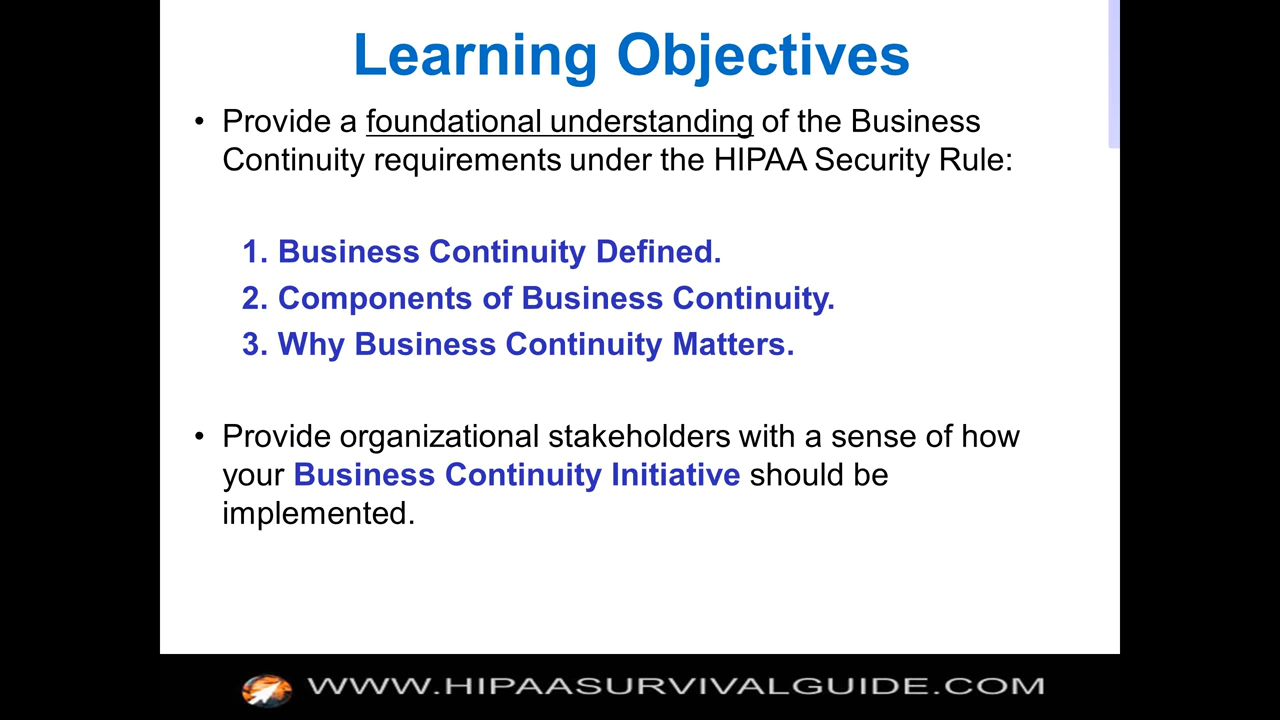 Learning Objectives
• Provide a foundational understanding of the Business
Continuity requirements under the HIPAA Security Rule:
1. Business Continuity Defined.
2. Components of Business Continuity.
3. Why Business Continuity Matters.
• Provide organizational stakeholders with a sense of how
your Business Continuity Initiative should be
implemented.
WWW.HIPAASURVIVALGUIDE.COM